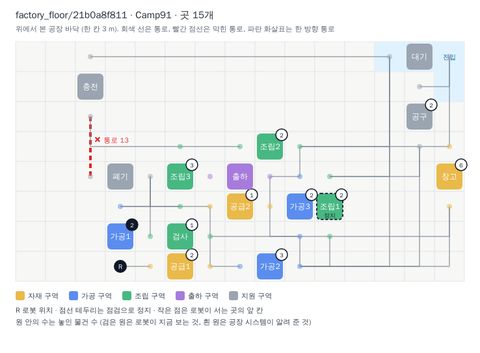 factory_floor/21b0a8f811 · Camp91 · 곳 15개
위에서 본 공장 바닥 (한 칸 3 m). 회색 선은 통로, 빨간 점선은 막힌 통로, 파란 화살표는 한 방향 통로
대기
충전
공구
2
✕ 통로 13
조립2
2
폐기
조립3
3
출하
창고
6
공급2
1
가공3
2
조립1
2
정지
가공1
2
검사
1
R
공급1
2
가공2
3
자재 구역
가공 구역
조립 구역
출하 구역
지원 구역
R 로봇 위치 · 점선 테두리는 점검으로 정지 · 작은 점은 로봇이 서는 곳의 앞 칸
원 안의 수는 놓인 물건 수 (검은 원은 로봇이 지금 보는 것, 흰 원은 공장 시스템이 알려 준 것)